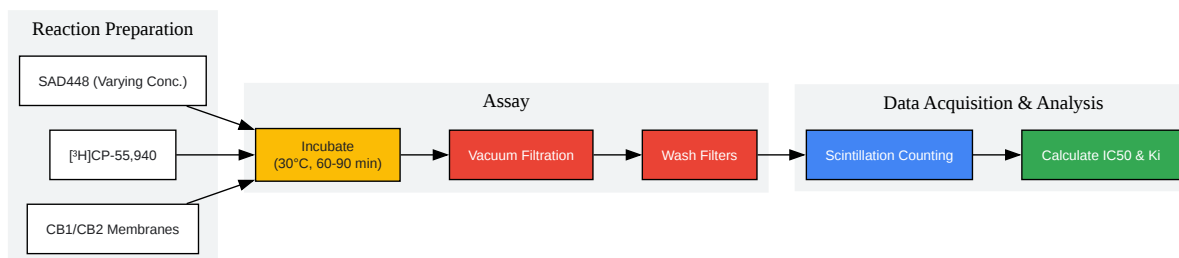 Reaction Preparation
SAD448 (Varying Conc.)
[³H]CP-55,940
CB1/CB2 Membranes
Assay
Incubate
(30°C, 60-90 min)
Vacuum Filtration
Wash Filters
Data Acquisition & Analysis
Scintillation Counting
Calculate IC50 & Ki